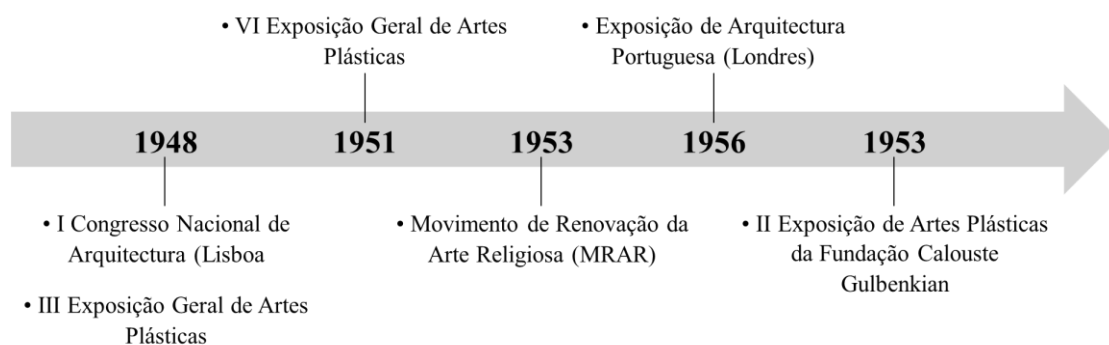 • VI Exposição Geral de Artes
Plásticas
• Exposição de Arquitectura
Portuguesa (Londres)
1948
1951
1953
1956
1953
• I Congresso Nacional de
Arquitectura (Lisboa
• III Exposição Geral de Artes
Plásticas
• Movimento de Renovação da
Arte Religiosa (MRAR)
• II Exposição de Artes Plásticas
da Fundação Calouste
Gulbenkian